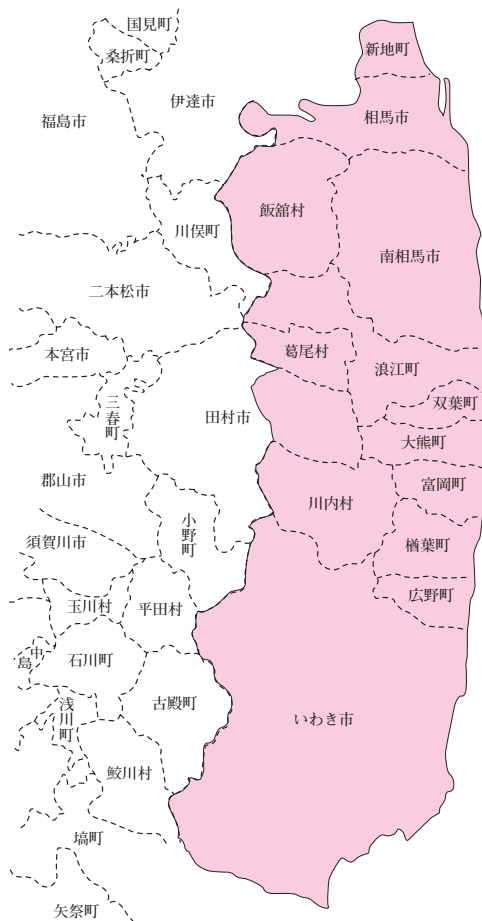 国見町
桑折町
新地町
伊達市
相馬市
福島市
飯舘村
川俣町
南相馬市
二本松市
葛尾村
本宮市
浪江町
三春町
双葉町
田村市
大熊町
郡山市
富岡町
川内村
小野町
須賀川市
楢葉町
広野町
玉川村
平田村
中島
石川町
古殿町
浅川町
いわき市
鮫川村
塙町
矢祭町